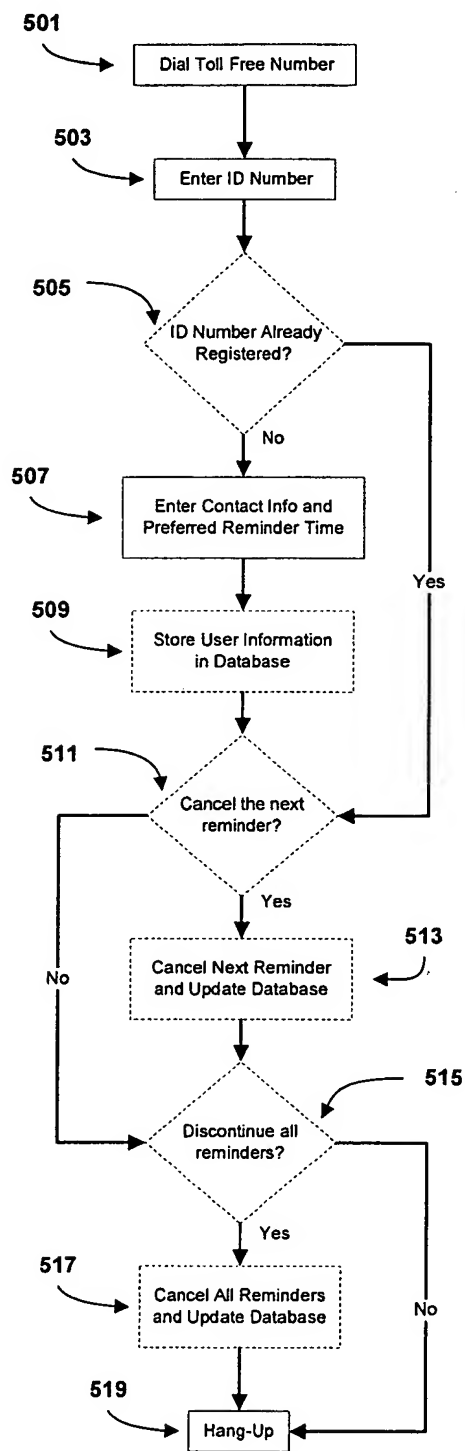 501
Dial Toll Free Number
503
Enter ID Number
505
ID Number Already
Registered?
No
507
Enter Contact Info and
Preferred Reminder Time
Yes
509
Store User Information
in Database
511
Cancel the next
reminder?
Yes
No
513
Cancel Next Reminder
and Update Database
515
Discontinue all
reminders?
Yes
517
Cancel All Reminders
and Update Database
No
519
Hang-Up